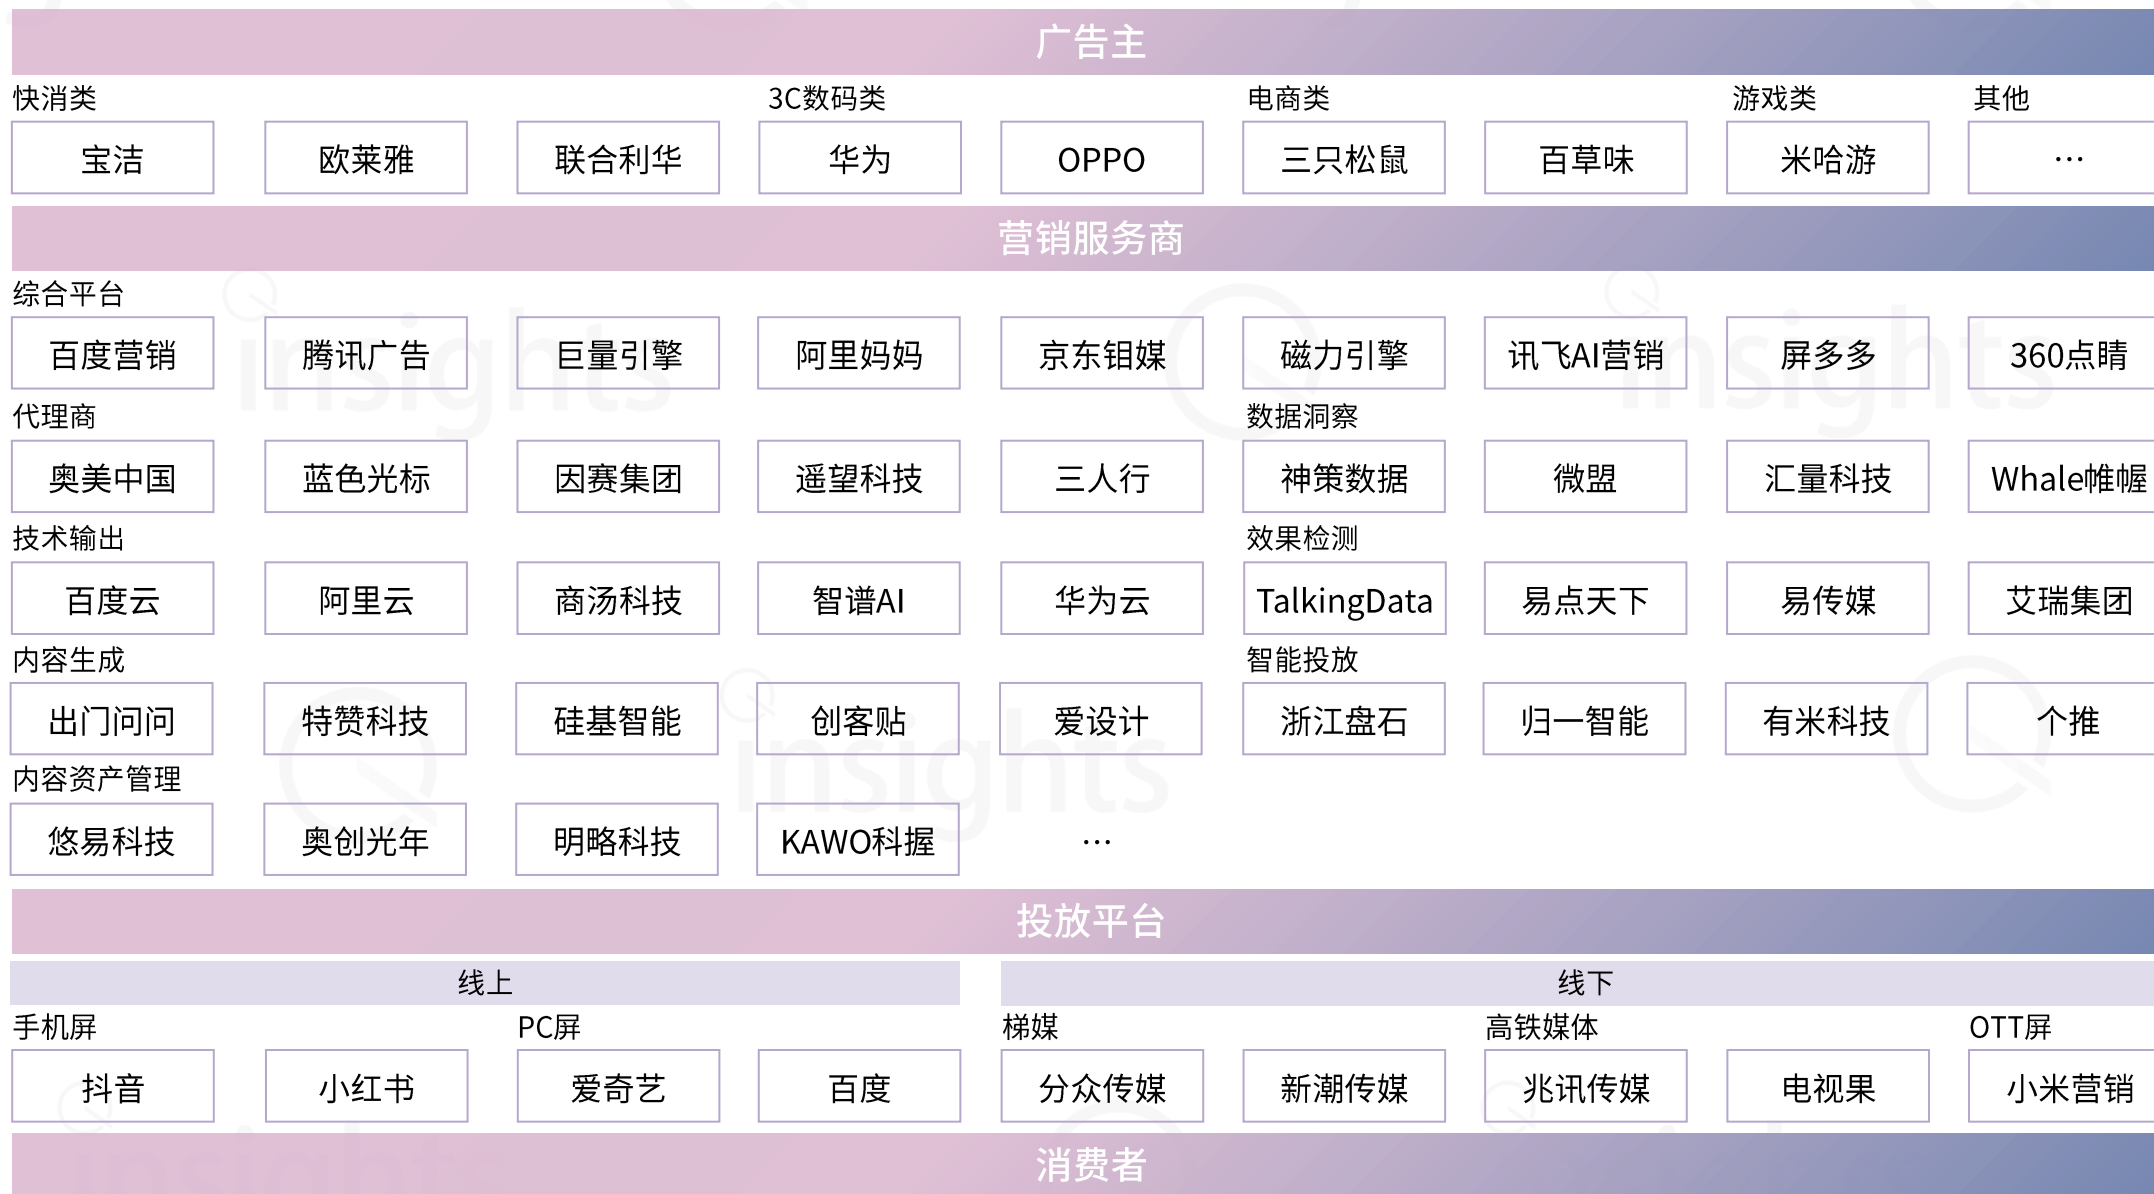 广告主
快消类 3C数码类 电商类 游戏类 其他
宝洁 欧莱雅 联合利华 华为 OPPO 三只松鼠 百草味 米哈游 …
营销服务商
综合平台
百度营销 腾讯广告 巨量引擎 阿里妈妈 京东钼媒 磁力引擎 讯飞AI营销 屏多多 360点睛
代理商 数据洞察
奥美中国 蓝色光标 因赛集团 遥望科技 三人行 神策数据 微盟 汇量科技 Whale帷幄
技术输出 效果检测
百度云 阿里云 商汤科技 智谱AI 华为云 TalkingData 易点天下 易传媒 艾瑞集团
内容生成 智能投放
出门问问 特赞科技 硅基智能 创客贴 爱设计 浙江盘石 归一智能 有米科技 个推
内容资产管理
悠易科技 奥创光年 明略科技 KAWO科握 …
投放平台
线上 线下
手机屏 PC屏 梯媒 高铁媒体 OTT屏
抖音 小红书 爱奇艺 百度 分众传媒 新潮传媒 兆讯传媒 电视果 小米营销
消费者
insights
insights
insights
insights